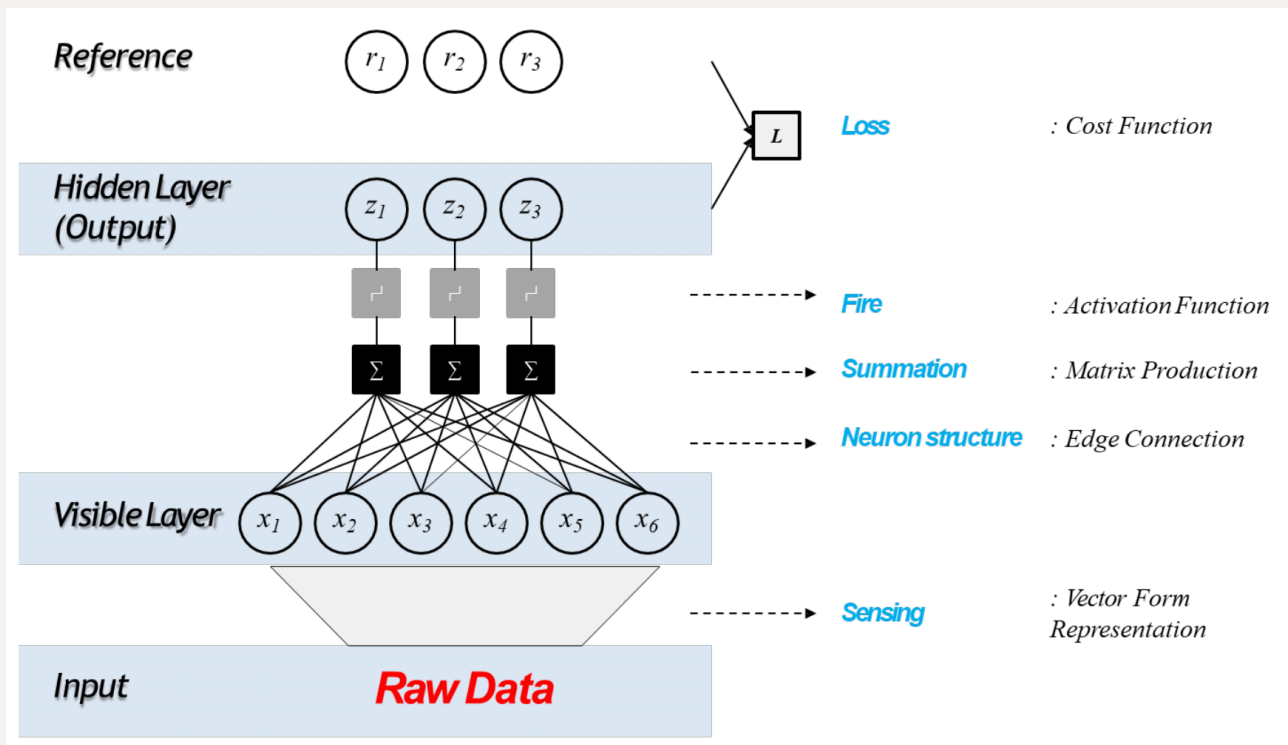 Reference
r1 r2 r3
L
Loss : Cost Function
Hidden Layer
(Output)
z1 z2 z3
Fire : Activation Function
Σ Σ Σ
Summation : Matrix Production
Neuron structure : Edge Connection
Visible Layer
x1 x2 x3 x4 x5 x6
Sensing : Vector Form
Representation
Input
Raw Data